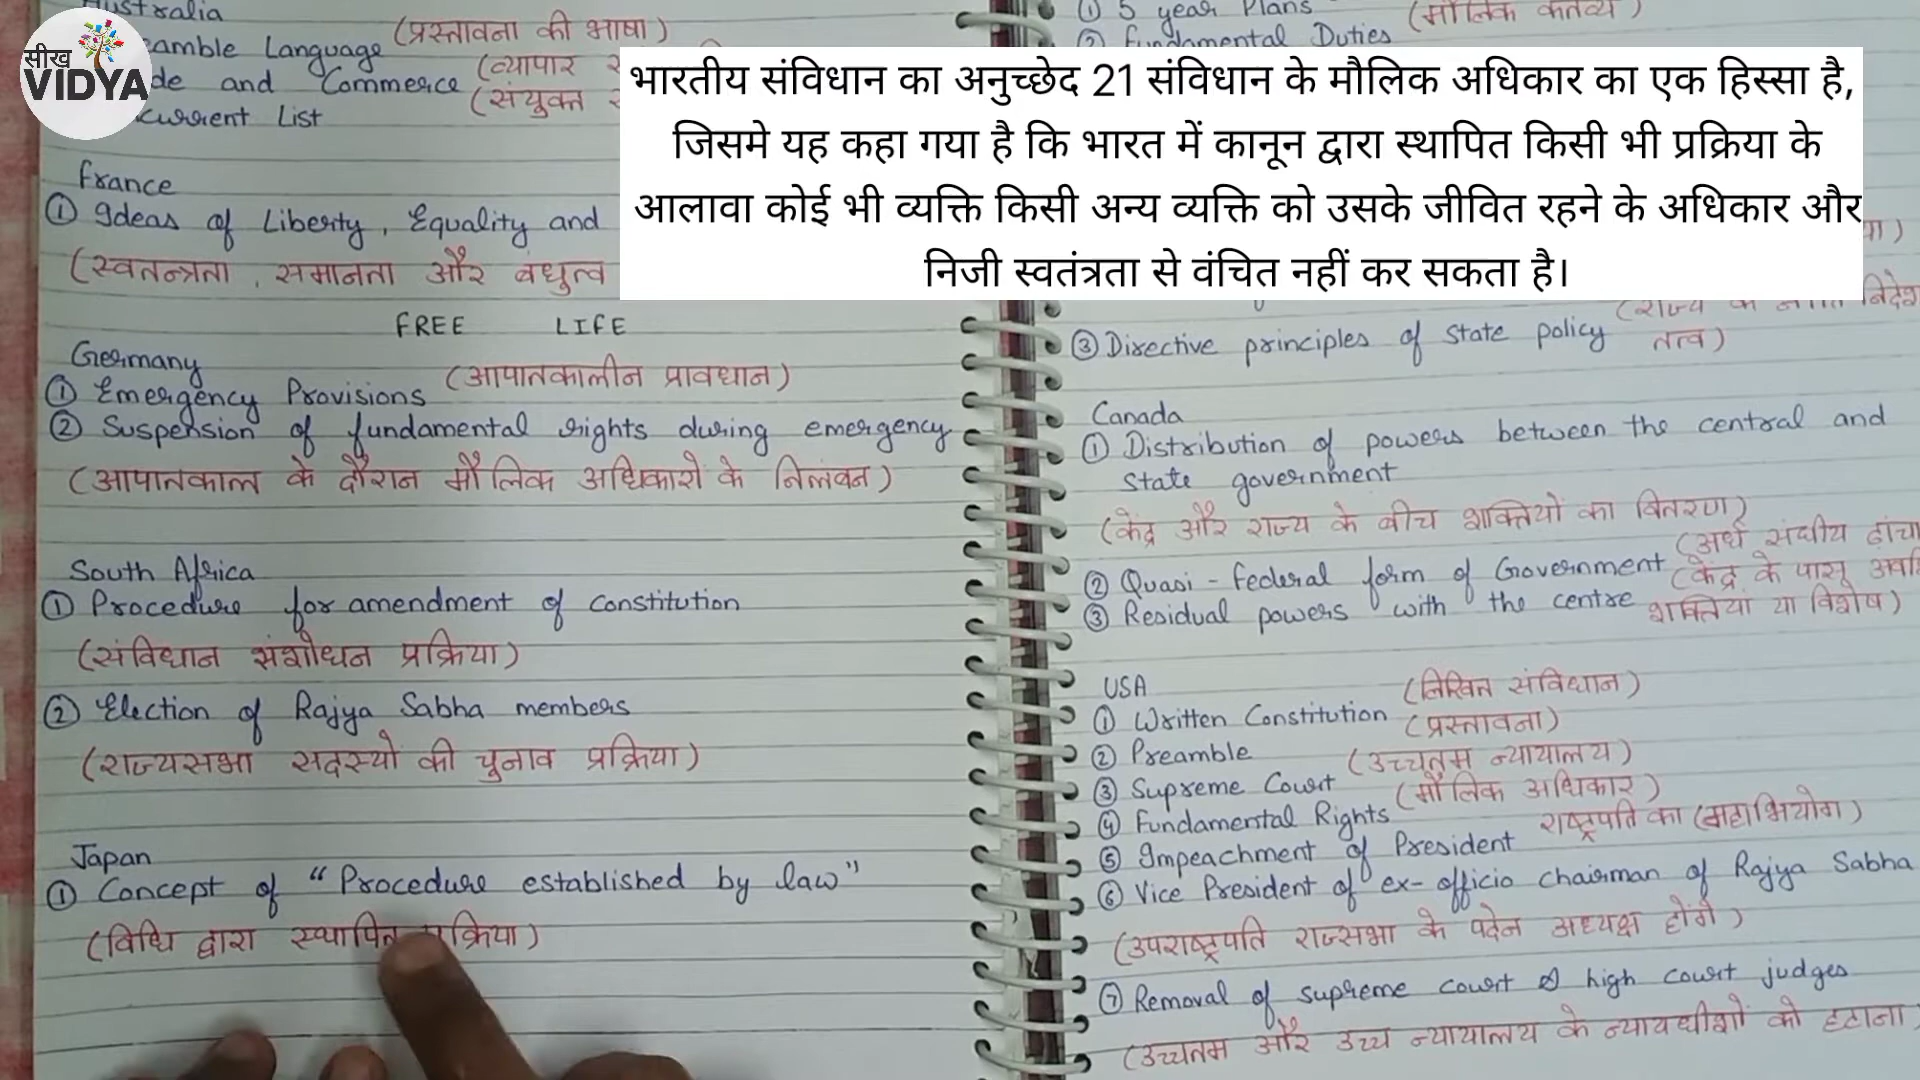 सीख
VIDYA
भारतीय संविधान का अनुच्छेद 21 संविधान के मौलिक अधिकार का एक हिस्सा है,
जिसमे यह कहा गया है कि भारत में कानून द्वारा स्थापित किसी भी प्रक्रिया के
आलावा कोई भी व्यक्ति किसी अन्य व्यक्ति को उसके जीवित रहने के अधिकार और
निजी स्वतंत्रता से वंचित नहीं कर सकता है।
Australia
Language (प्रस्तावना की भाषा)
and Commerce (व्यापार
List (संयुक्त
France
① Ideas of Liberty, Equality and
(स्वतन्त्रता, समानता और बंधुत्व
FREE LIFE
Germany
① Emergency Provisions (आपातकालीन प्रावधान)
② Suspension of fundamental rights during emergency
(आपातकाल के दौरान मौलिक अधिकारो के निलंबन)
South Africa
① Procedure for amendment of constitution
(संविधान संशोधन प्रक्रिया)
② Election of Rajya Sabha members
(राज्यसभा सदस्यो की चुनाव प्रक्रिया)
Japan
① Concept of "Procedure established by law"
(विधि द्वारा स्थापित प्रक्रिया)
① 5 year Plans
② Fundamental Duties (मौलिक कर्तव्य)
③ Directive principles of state policy (राज्य के निदेश
तत्व)
Canada
① Distribution of powers between the central and
state government
(केंद्र और राज्य के बीच शक्तियों का वितरण)
② Quasi-Federal form of Government (अर्ध संघीय ढांचा
③ Residual powers with the centre (केंद्र के पास
शक्तियां या विशेष)
USA
① Written Constitution (लिखित संविधान)
② Preamble (प्रस्तावना)
③ Supreme Court (उच्चतम न्यायालय)
④ Fundamental Rights (मौलिक अधिकार)
⑤ Impeachment of President राष्ट्रपति का (महाभियोग)
⑥ Vice President of ex-officio chairman of Rajya Sabha
(उपराष्ट्रपति राज्सभा के पदेन अध्यक्ष होंगे)
⑦ Removal of supreme court & high court judges
(उच्चतम और उच्च न्यायालय के न्यायधीशों को हटाना